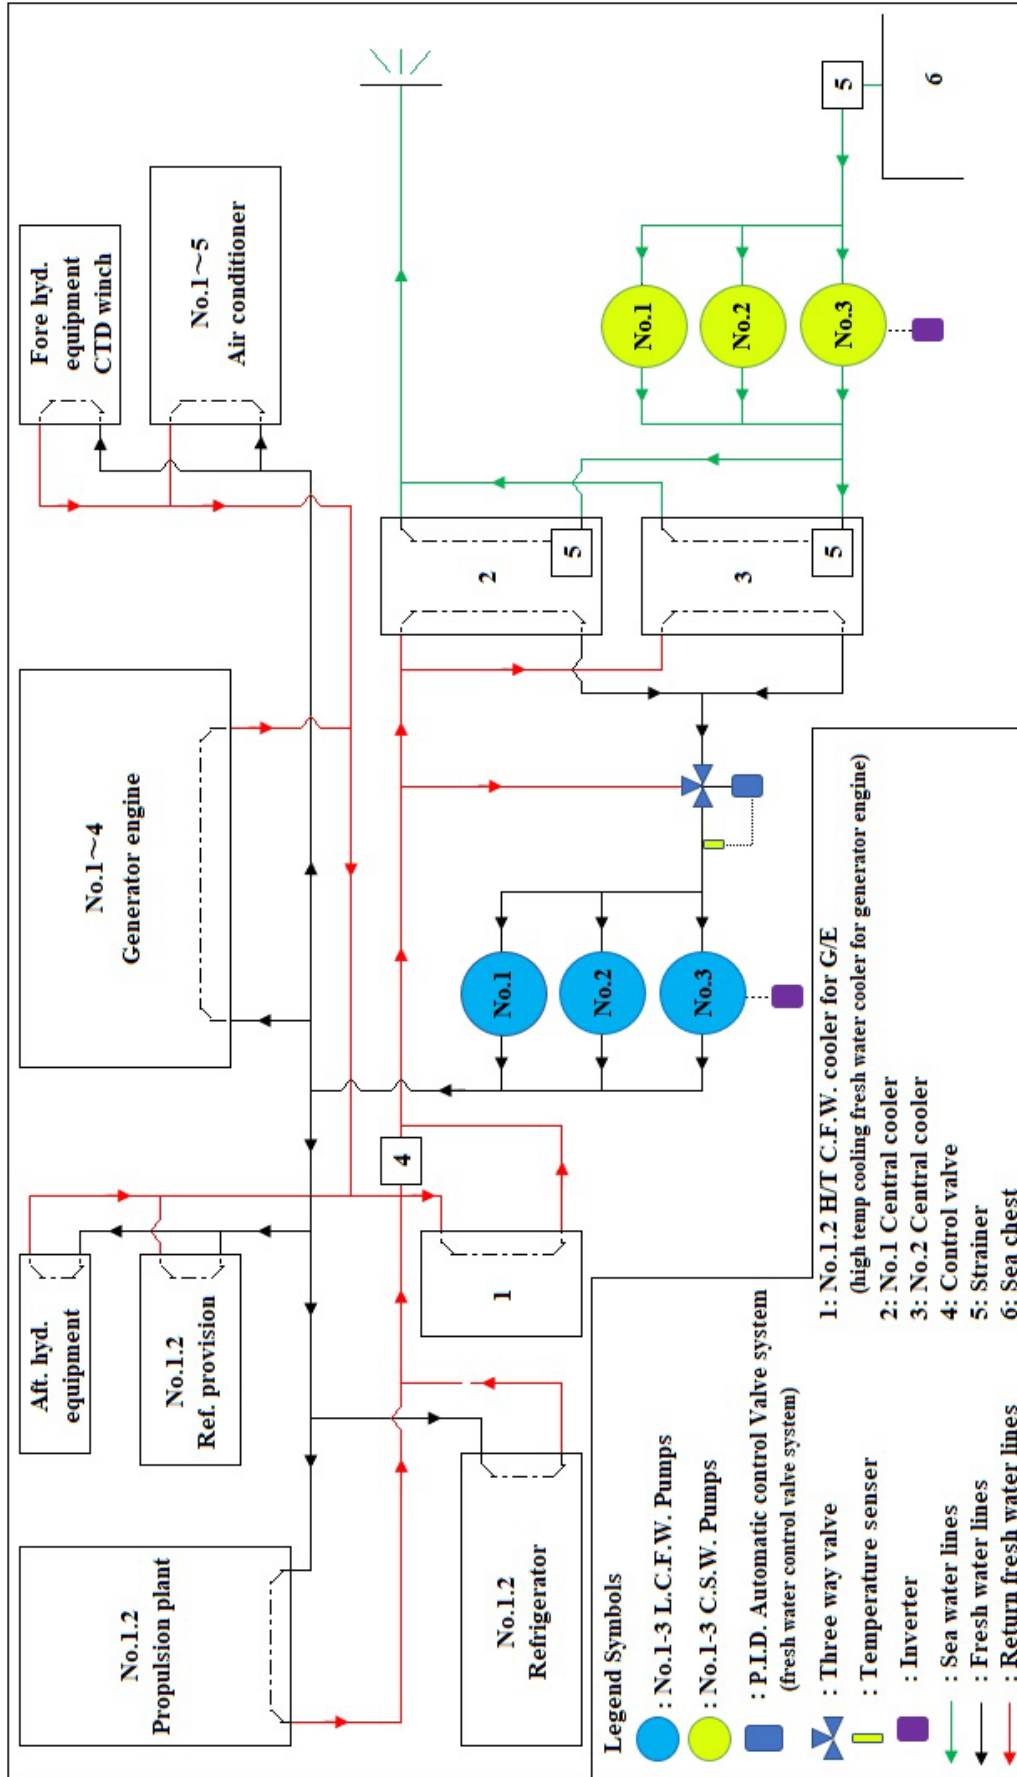 No.1.2
Propulsion plant
Aft. hyd.
equipment
No.1.2
Ref. provision
No.1～4
Generator engine
Fore hyd.
equipment
CTD winch
No.1～5
Air conditioner
No.1.2
Refrigerator
1
4
No.1
No.2
No.3
2
5
3
5
No.1
No.2
No.3
5
6
Legend Symbols
: No.1-3 L.C.F.W. Pumps
: No.1-3 C.S.W. Pumps
: P.I.D. Automatic control Valve system
(fresh water control valve system)
: Three way valve
: Temperature senser
: Inverter
: Sea water lines
: Fresh water lines
: Return fresh water lines
1: No.1.2 H/T C.F.W. cooler for G/E
(high temp cooling fresh water cooler for generator engine)
2: No.1 Central cooler
3: No.2 Central cooler
4: Control valve
5: Strainer
6: Sea chest